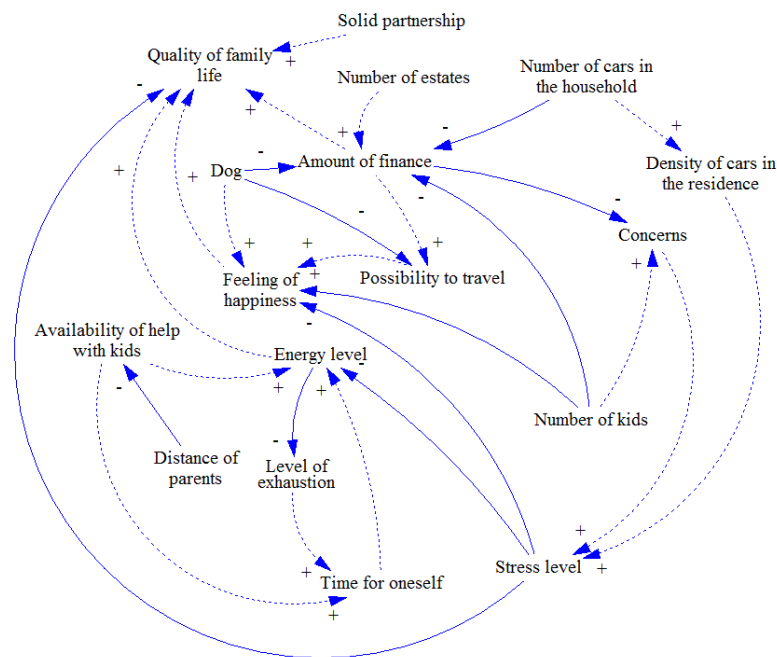 Solid partnership
Quality of family
life
Number of estates
Number of cars in
the household
-
+
+
+
-
+
-
Dog
Amount of finance
Density of cars in
the residence
+
+
-
-
-
+
+
+
+
Concerns
+
Feeling of
happiness
Possibility to travel
Availability of help
with kids
-
Energy level
-
-
+
+
Number of kids
Distance of
parents
-
Level of
exhaustion
+
+
Stress level
+
+
Time for oneself
+